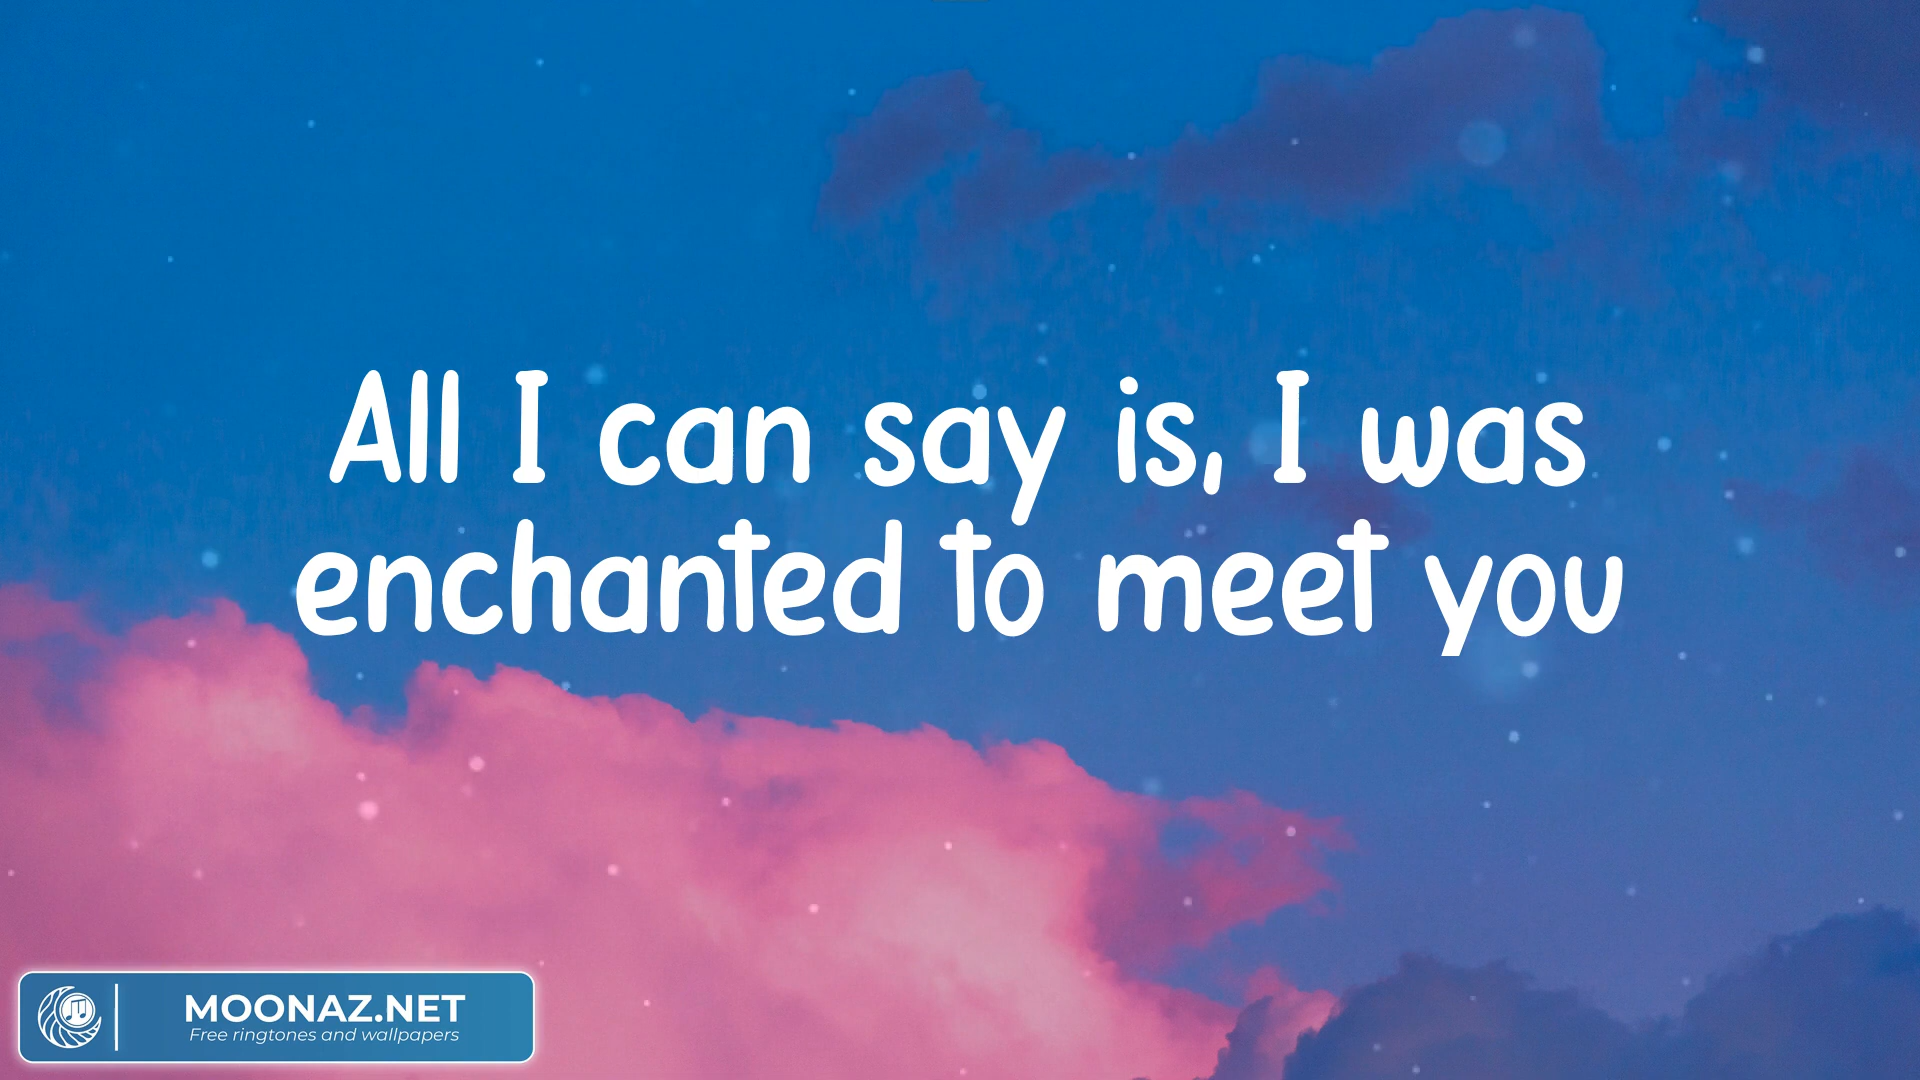 All I can say is, I was
enchanted to meet you
MOONAZ.NET
Free ringtones and wallpapers